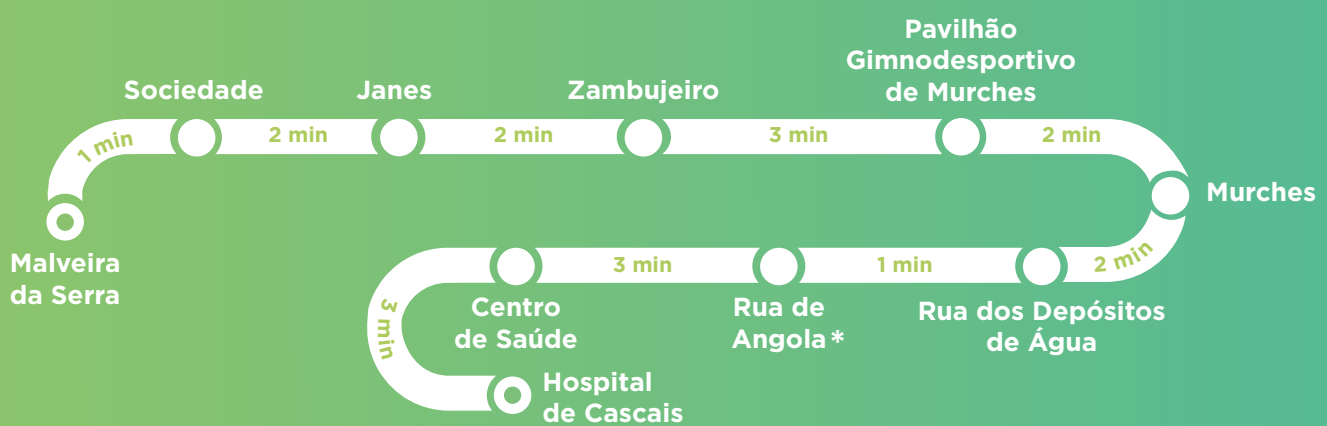 Pavilhão
Gimnodesportivo
de Murches
Sociedade
Janes
Zambujeiro
1 min
2 min
2 min
3 min
2 min
Murches
Malveira
da Serra
3 min
1 min
2 min
Centro
de Saúde
Rua de
Angola*
Rua dos Depósitos
de Água
3 min
Hospital
de Cascais